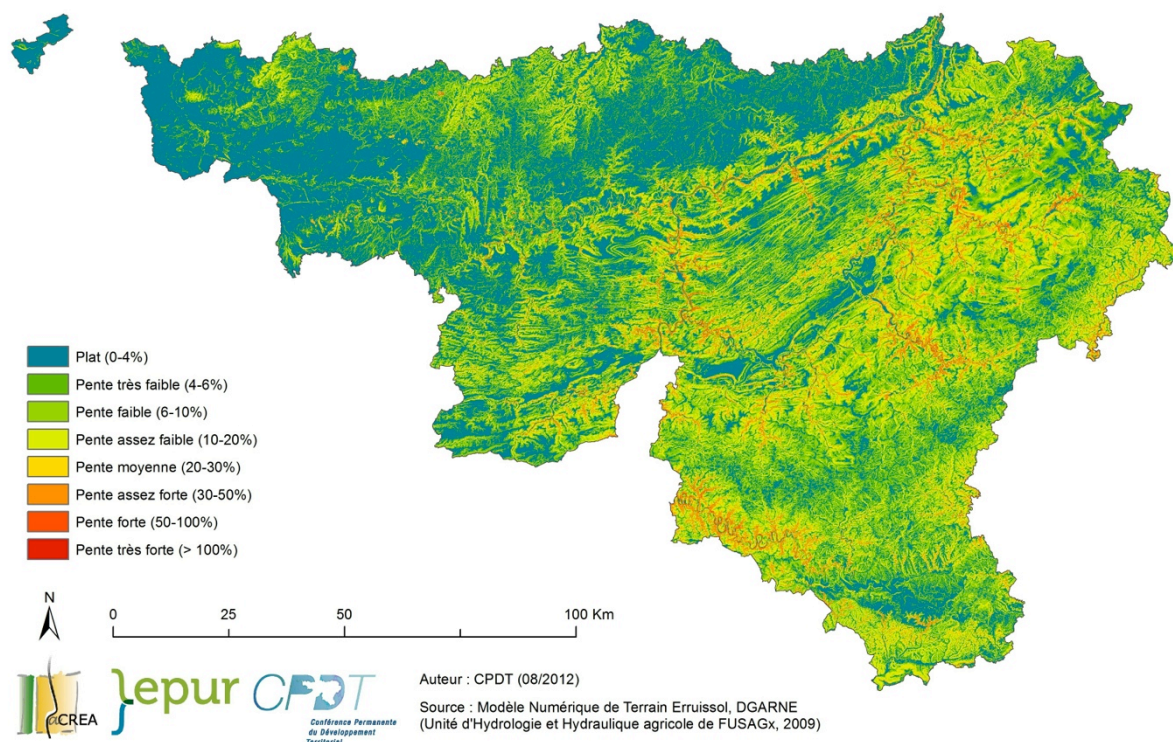 Plat (0-4%)
Pente très faible (4-6%)
Pente faible (6-10%)
Pente assez faible (10-20%)
Pente moyenne (20-30%)
Pente assez forte (30-50%)
Pente forte (50-100%)
Pente très forte (> 100%)
N
0 25 50 100 Km
aCREA
lepur
CPDT
Conférence Permanente
du Développement
Territorial
Auteur : CPDT (08/2012)
Source : Modèle Numérique de Terrain Erruissol, DGARNE
(Unité d'Hydrologie et Hydraulique agricole de FUSAGx, 2009)